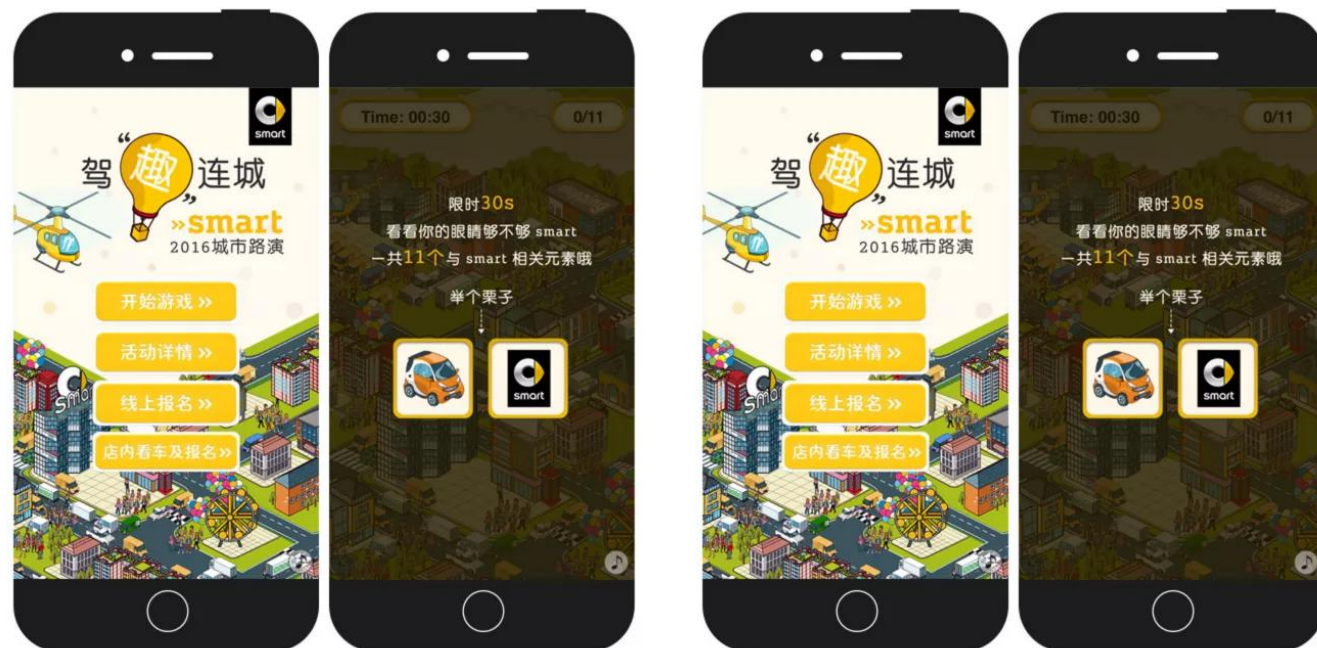 smart
驾“趣”连城
»smart
2016城市路演
开始游戏 »
活动详情 »
线上报名 »
店内看车及报名»
Time: 00:30
0/11
限时30s
看看你的眼睛够不够 smart
一共11个与 smart 相关元素哦
举个栗子
smart
smart
驾“趣”连城
»smart
2016城市路演
开始游戏 »
活动详情 »
线上报名 »
店内看车及报名»
Time: 00:30
0/11
限时30s
看看你的眼睛够不够 smart
一共11个与 smart 相关元素哦
举个栗子
smart